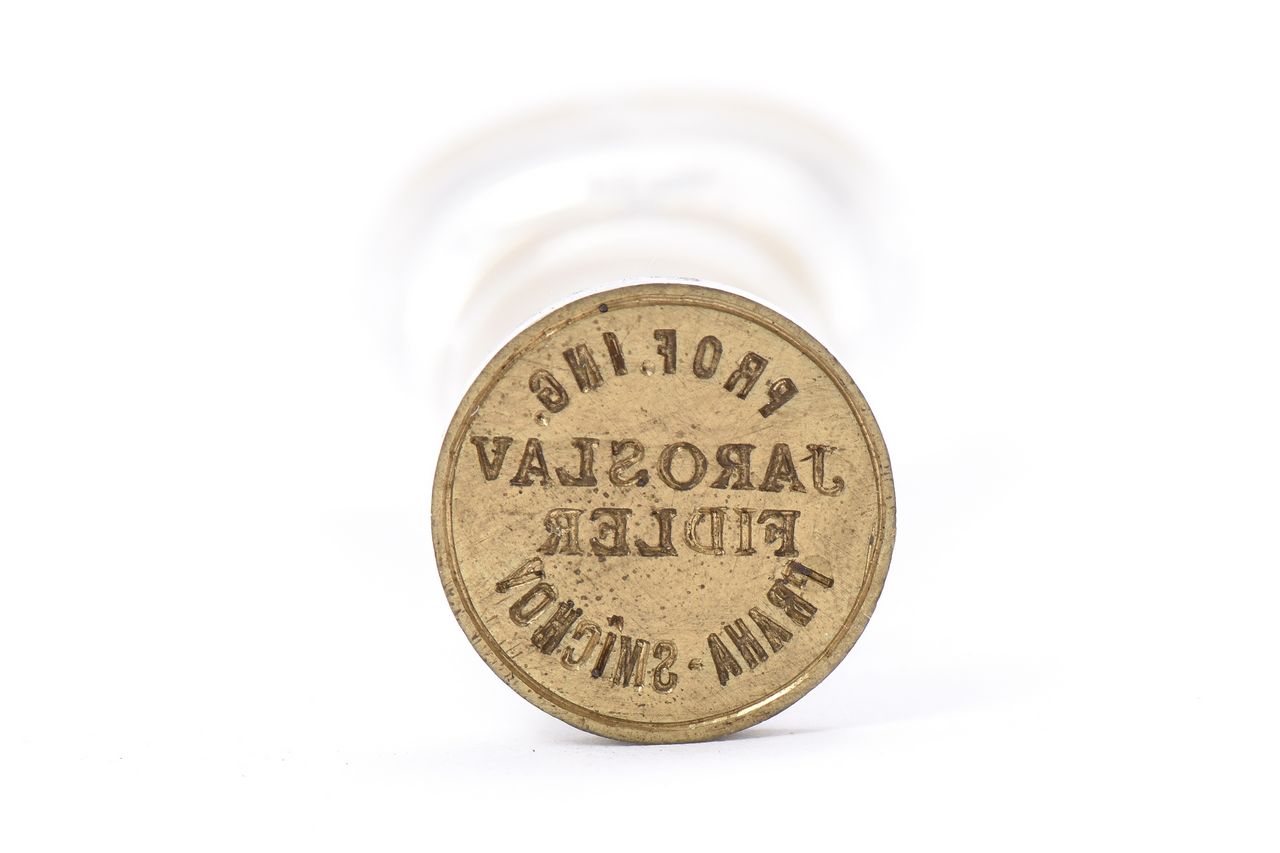 PROF. ING.
JAROSLAV
FIDLER
PRAHA-SMÍCHOV